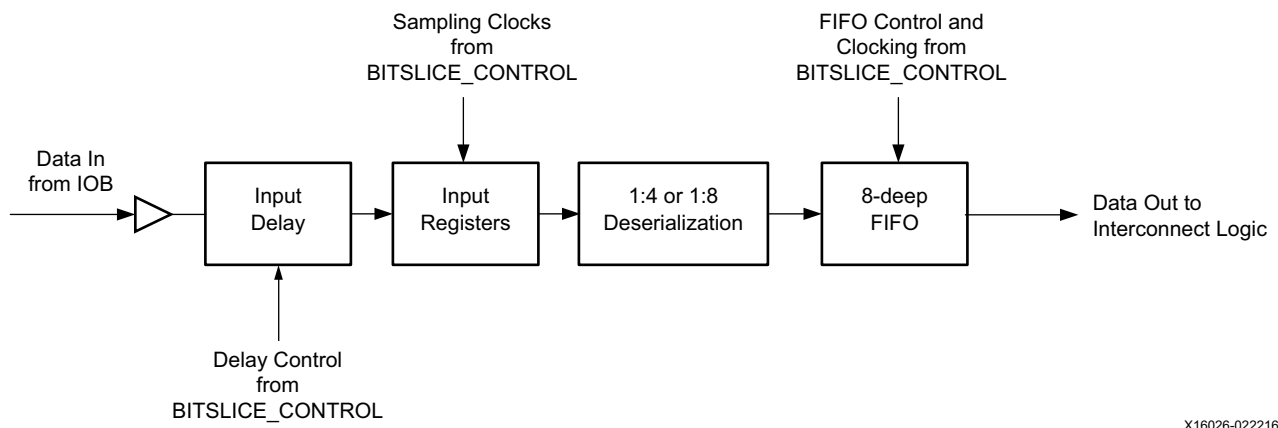 Sampling Clocks
from
BITSLICE_CONTROL
FIFO Control and
Clocking from
BITSLICE_CONTROL
Data In
from IOB
Input
Delay
Input
Registers
1:4 or 1:8
Deserialization
8-deep
FIFO
Data Out to
Interconnect Logic
Delay Control
from
BITSLICE_CONTROL
X16026-022216